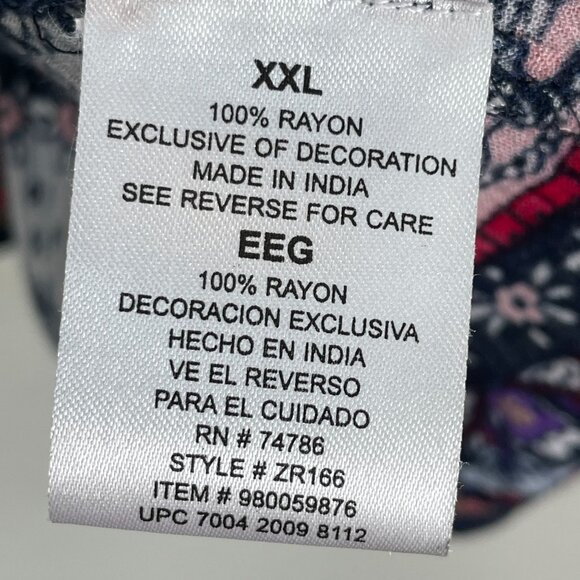 XXL
100% RAYON
EXCLUSIVE OF DECORATION
MADE IN INDIA
SEE REVERSE FOR CARE
EEG
100% RAYON
DECORACION EXCLUSIVA
HECHO EN INDIA
VE EL REVERSO
PARA EL CUIDADO
RN # 74786
STYLE # ZR166
ITEM # 980059876
UPC 7004 2009 8112